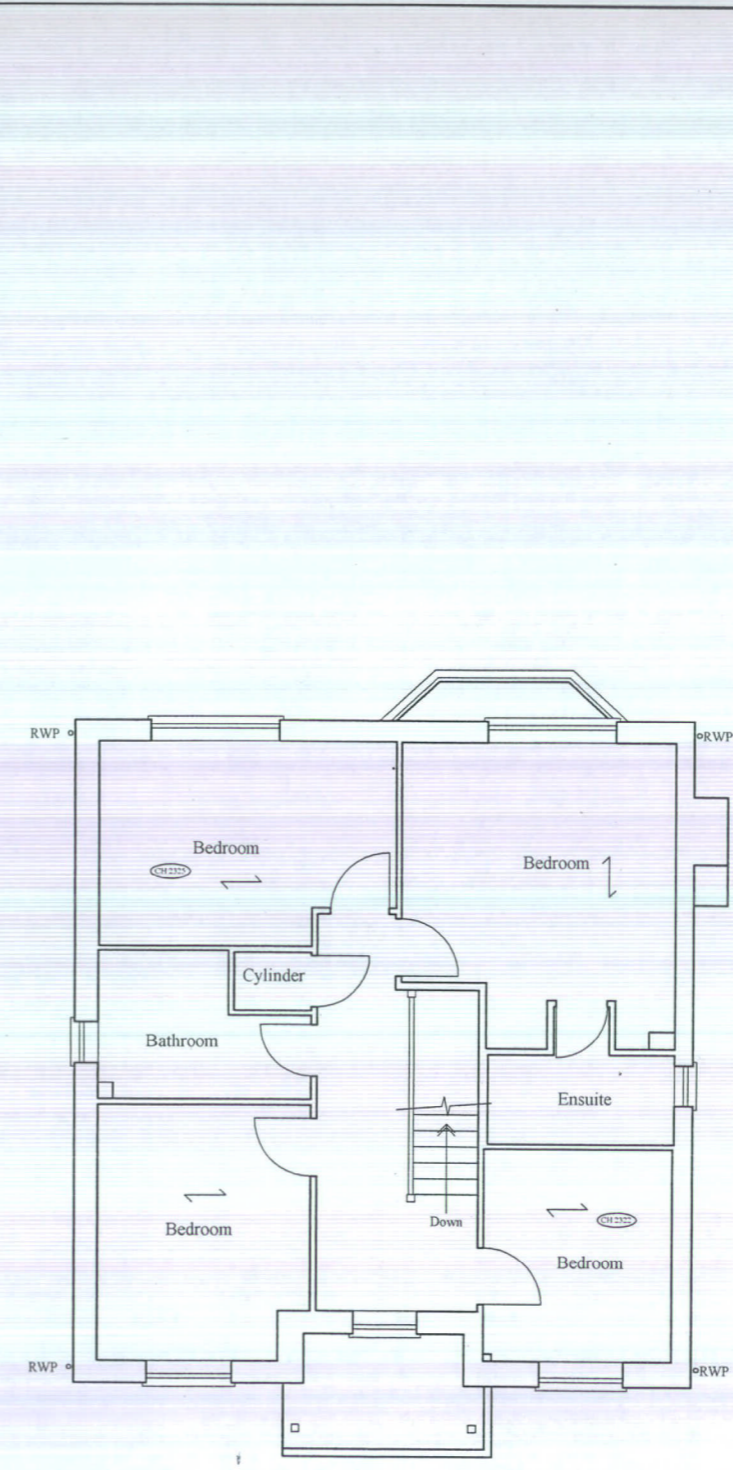 RWP
RWP
Bedroom
CH 2325
Bedroom
Cylinder
Bathroom
Ensuite
Bedroom
Down
CH 2322
Bedroom
RWP
RWP